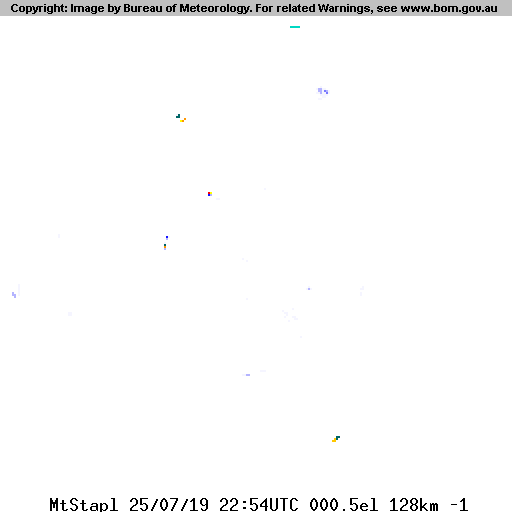 Copyright: Image by Bureau of Meteorology. For related Warnings, see www.bom.gov.au
MtStapl 25/07/19 22:54UTC 000.5el 128km -1